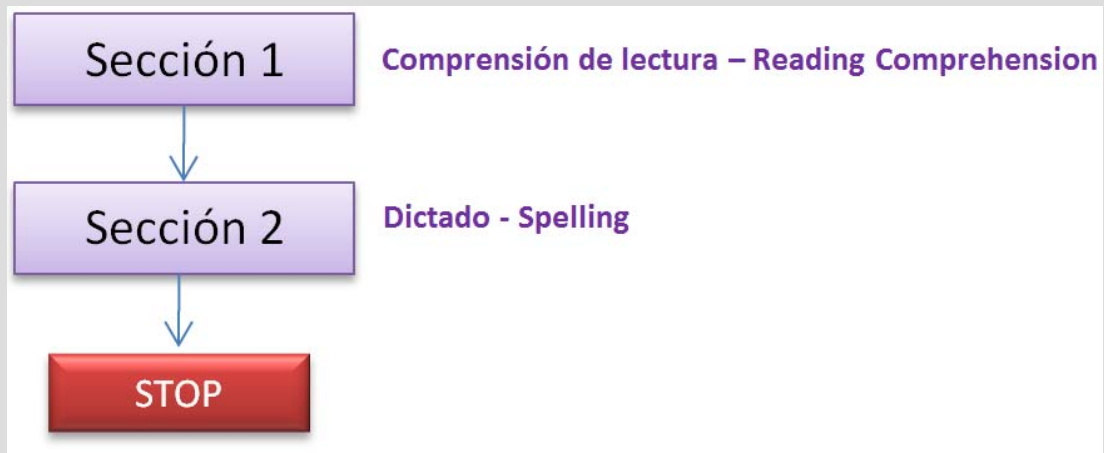 Sección 1
Comprensión de lectura – Reading Comprehension
Sección 2
Dictado - Spelling
STOP